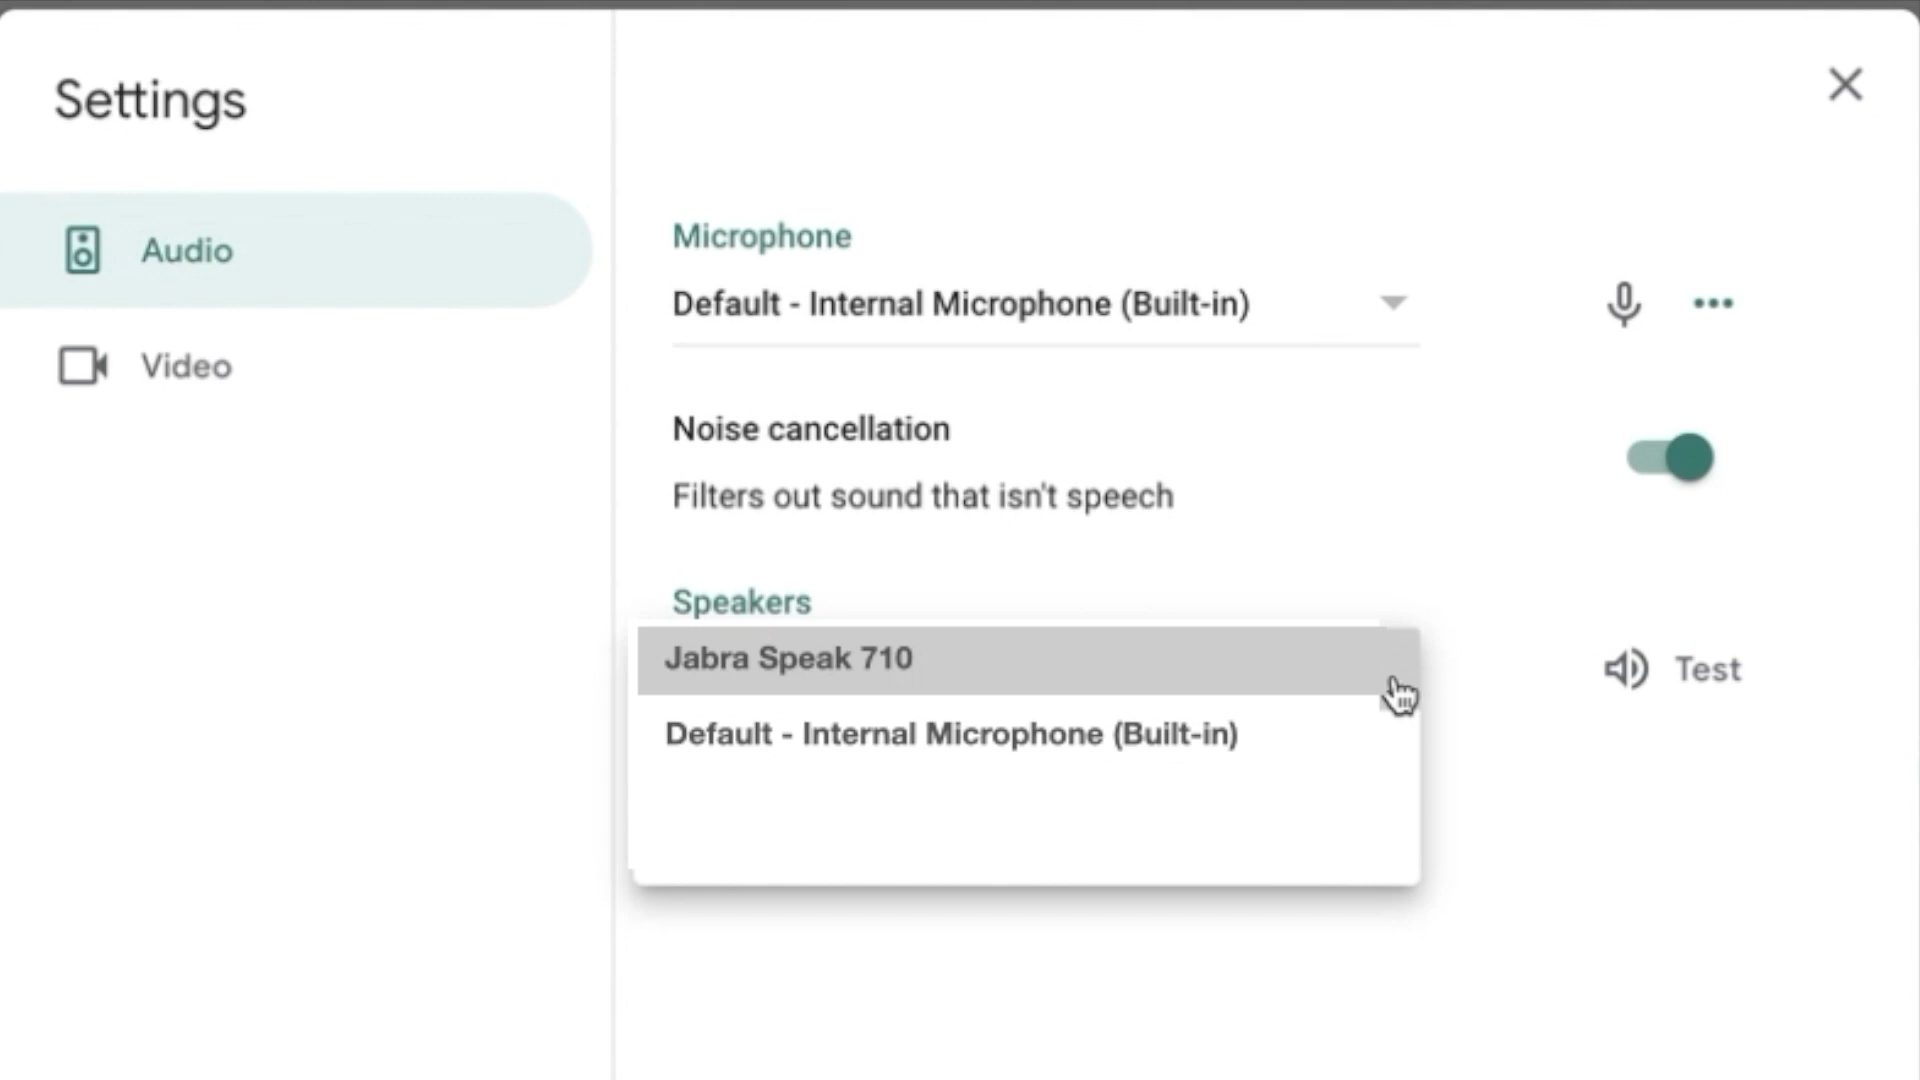 Settings
Audio
Video
Microphone
Default - Internal Microphone (Built-in)
Noise cancellation
Filters out sound that isn't speech
Speakers
Jabra Speak 710
Test
Default - Internal Microphone (Built-in)